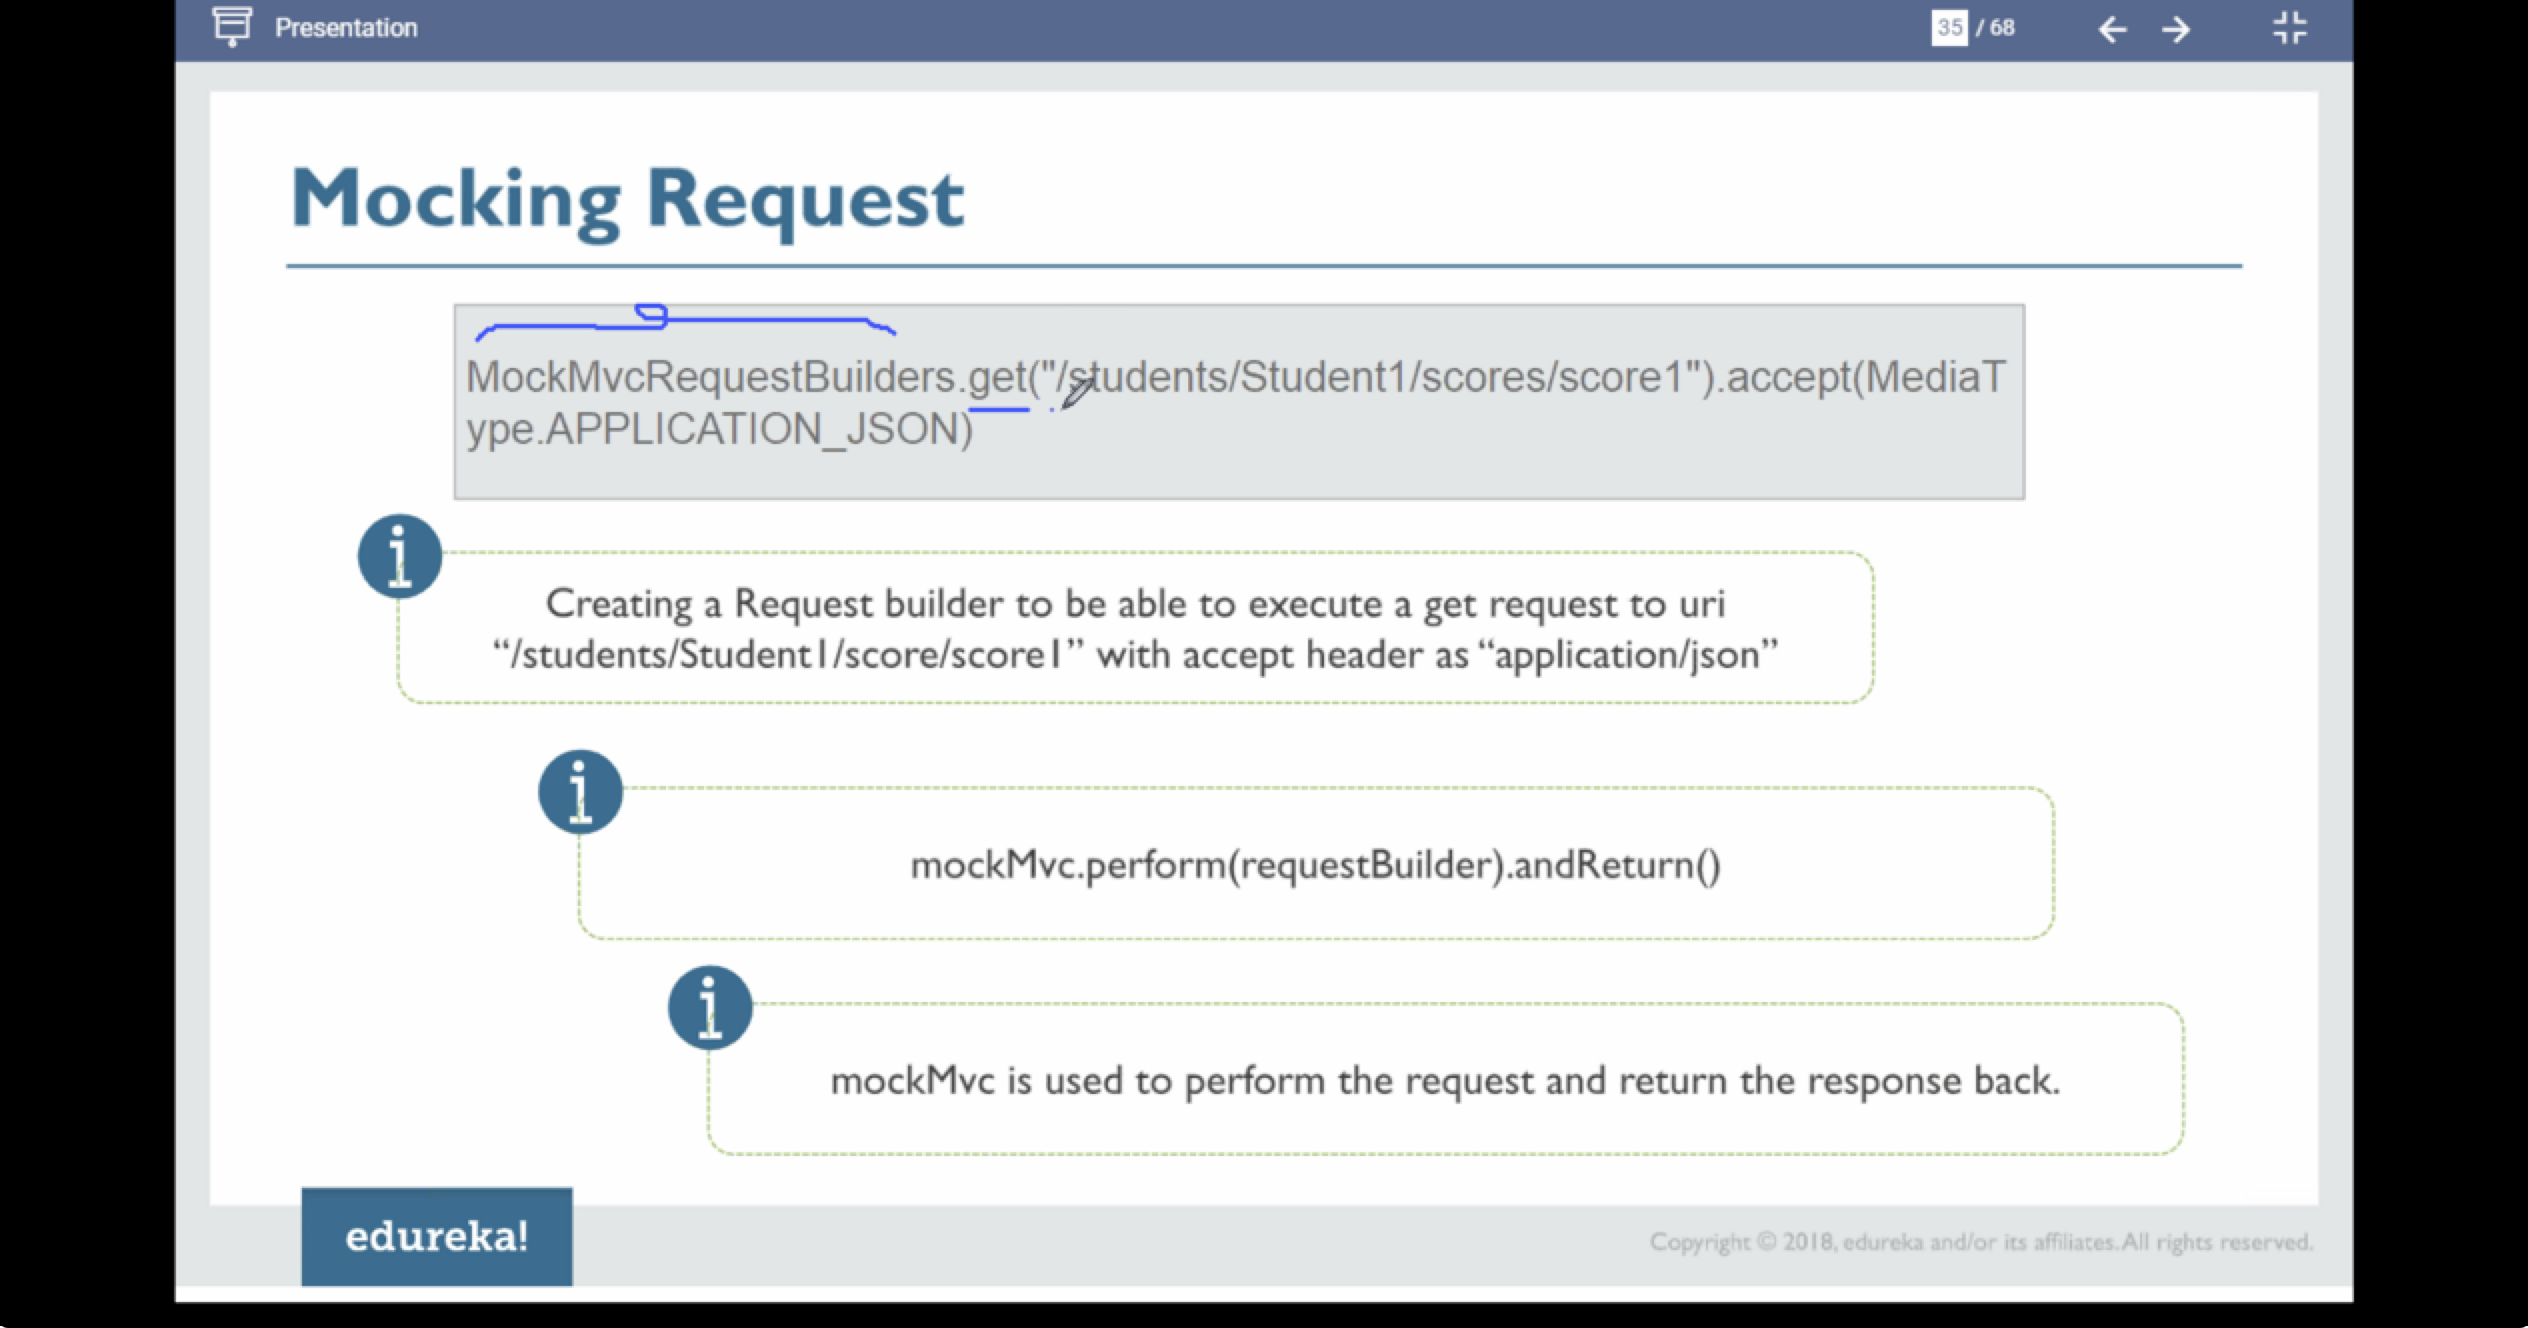 Presentation
35 / 68
Mocking Request
MockMvcRequestBuilders.get("/students/Student1/scores/score1").accept(MediaT
ype.APPLICATION_JSON)
Creating a Request builder to be able to execute a get request to uri
“/students/Student1/score/score1” with accept header as “application/json”
mockMvc.perform(requestBuilder).andReturn()
mockMvc is used to perform the request and return the response back.
edureka!
Copyright © 2018, edureka and/or its affiliates. All rights reserved.